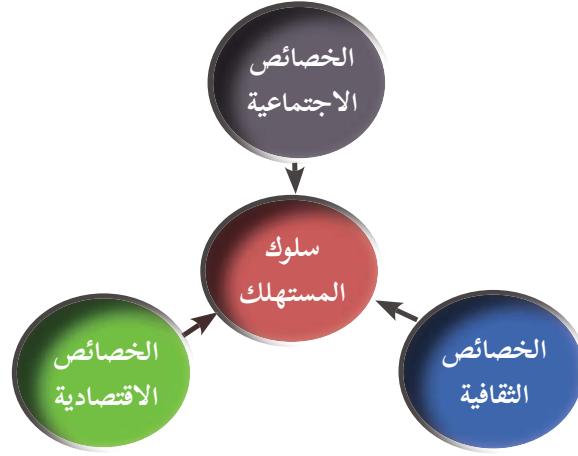 الخصائص
الاجتماعية
سلوك
المستهلك
الخصائص
الثقافية
الخصائص
الاقتصادية